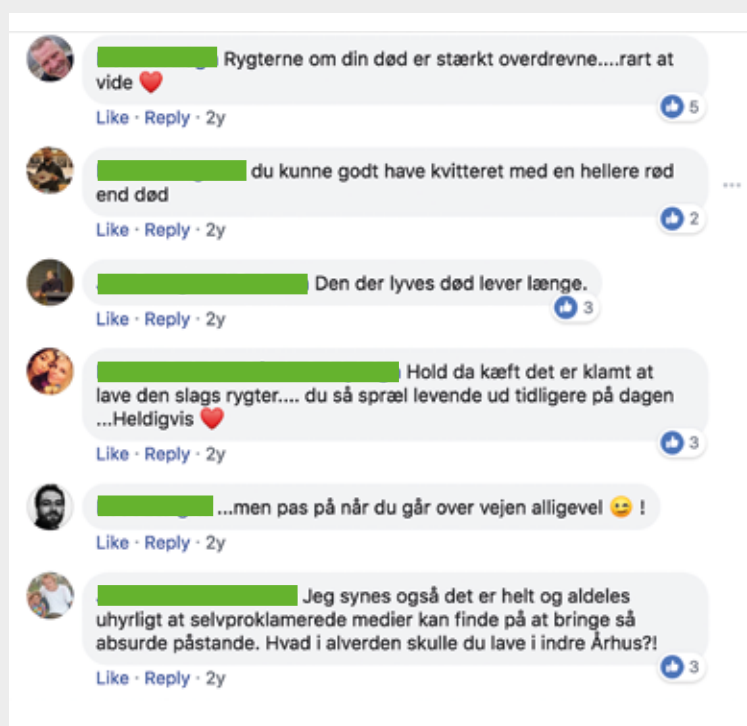 Rygterne om din død er stærkt overdrevne....rart at
vide ❤️
5
Like · Reply · 2y
du kunne godt have kvitteret med en hellere rød
end død
2
Like · Reply · 2y
Den der lyves død lever længe.
3
Like · Reply · 2y
Hold da kæft det er klamt at
lave den slags rygter.... du så spræl levende ud tidligere på dagen
...Heldigvis ❤️
3
Like · Reply · 2y
...men pas på når du går over vejen alligevel 😉 !
Like · Reply · 2y
Jeg synes også det er helt og aldeles
uhyrligt at selvproklamerede medier kan finde på at bringe så
absurde påstande. Hvad i alverden skulle du lave i indre Århus?!
3
Like · Reply · 2y